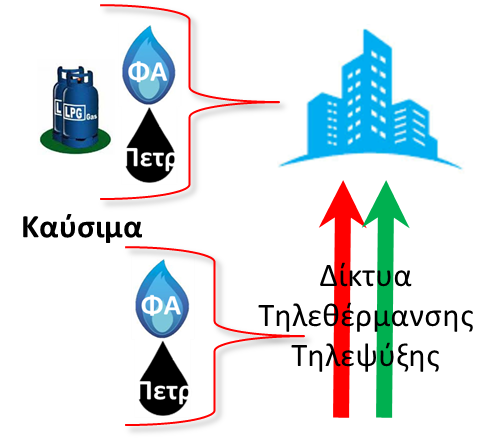 ΦΑ
L LPG Gas
Πετρ
Καύσιμα
ΦΑ
Πετρ
Δίκτυα
Τηλεθέρμανσης
Τηλεψύξης